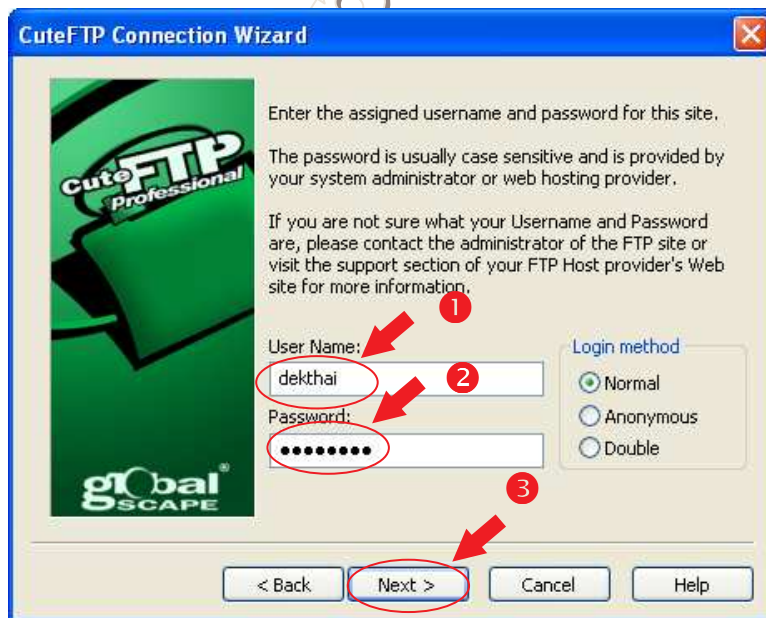 CuteFTP Connection Wizard
cuteFTP
Professional
Enter the assigned username and password for this site.
The password is usually case sensitive and is provided by
your system administrator or web hosting provider.
If you are not sure what your Username and Password
are, please contact the administrator of the FTP site or
visit the support section of your FTP Host provider's Web
site for more information.
1
User Name:
dekthai
2
Password:
●●●●●●●●
Login method
Normal
Anonymous
Double
globalSCAPE®
3
< Back
Next >
Cancel
Help